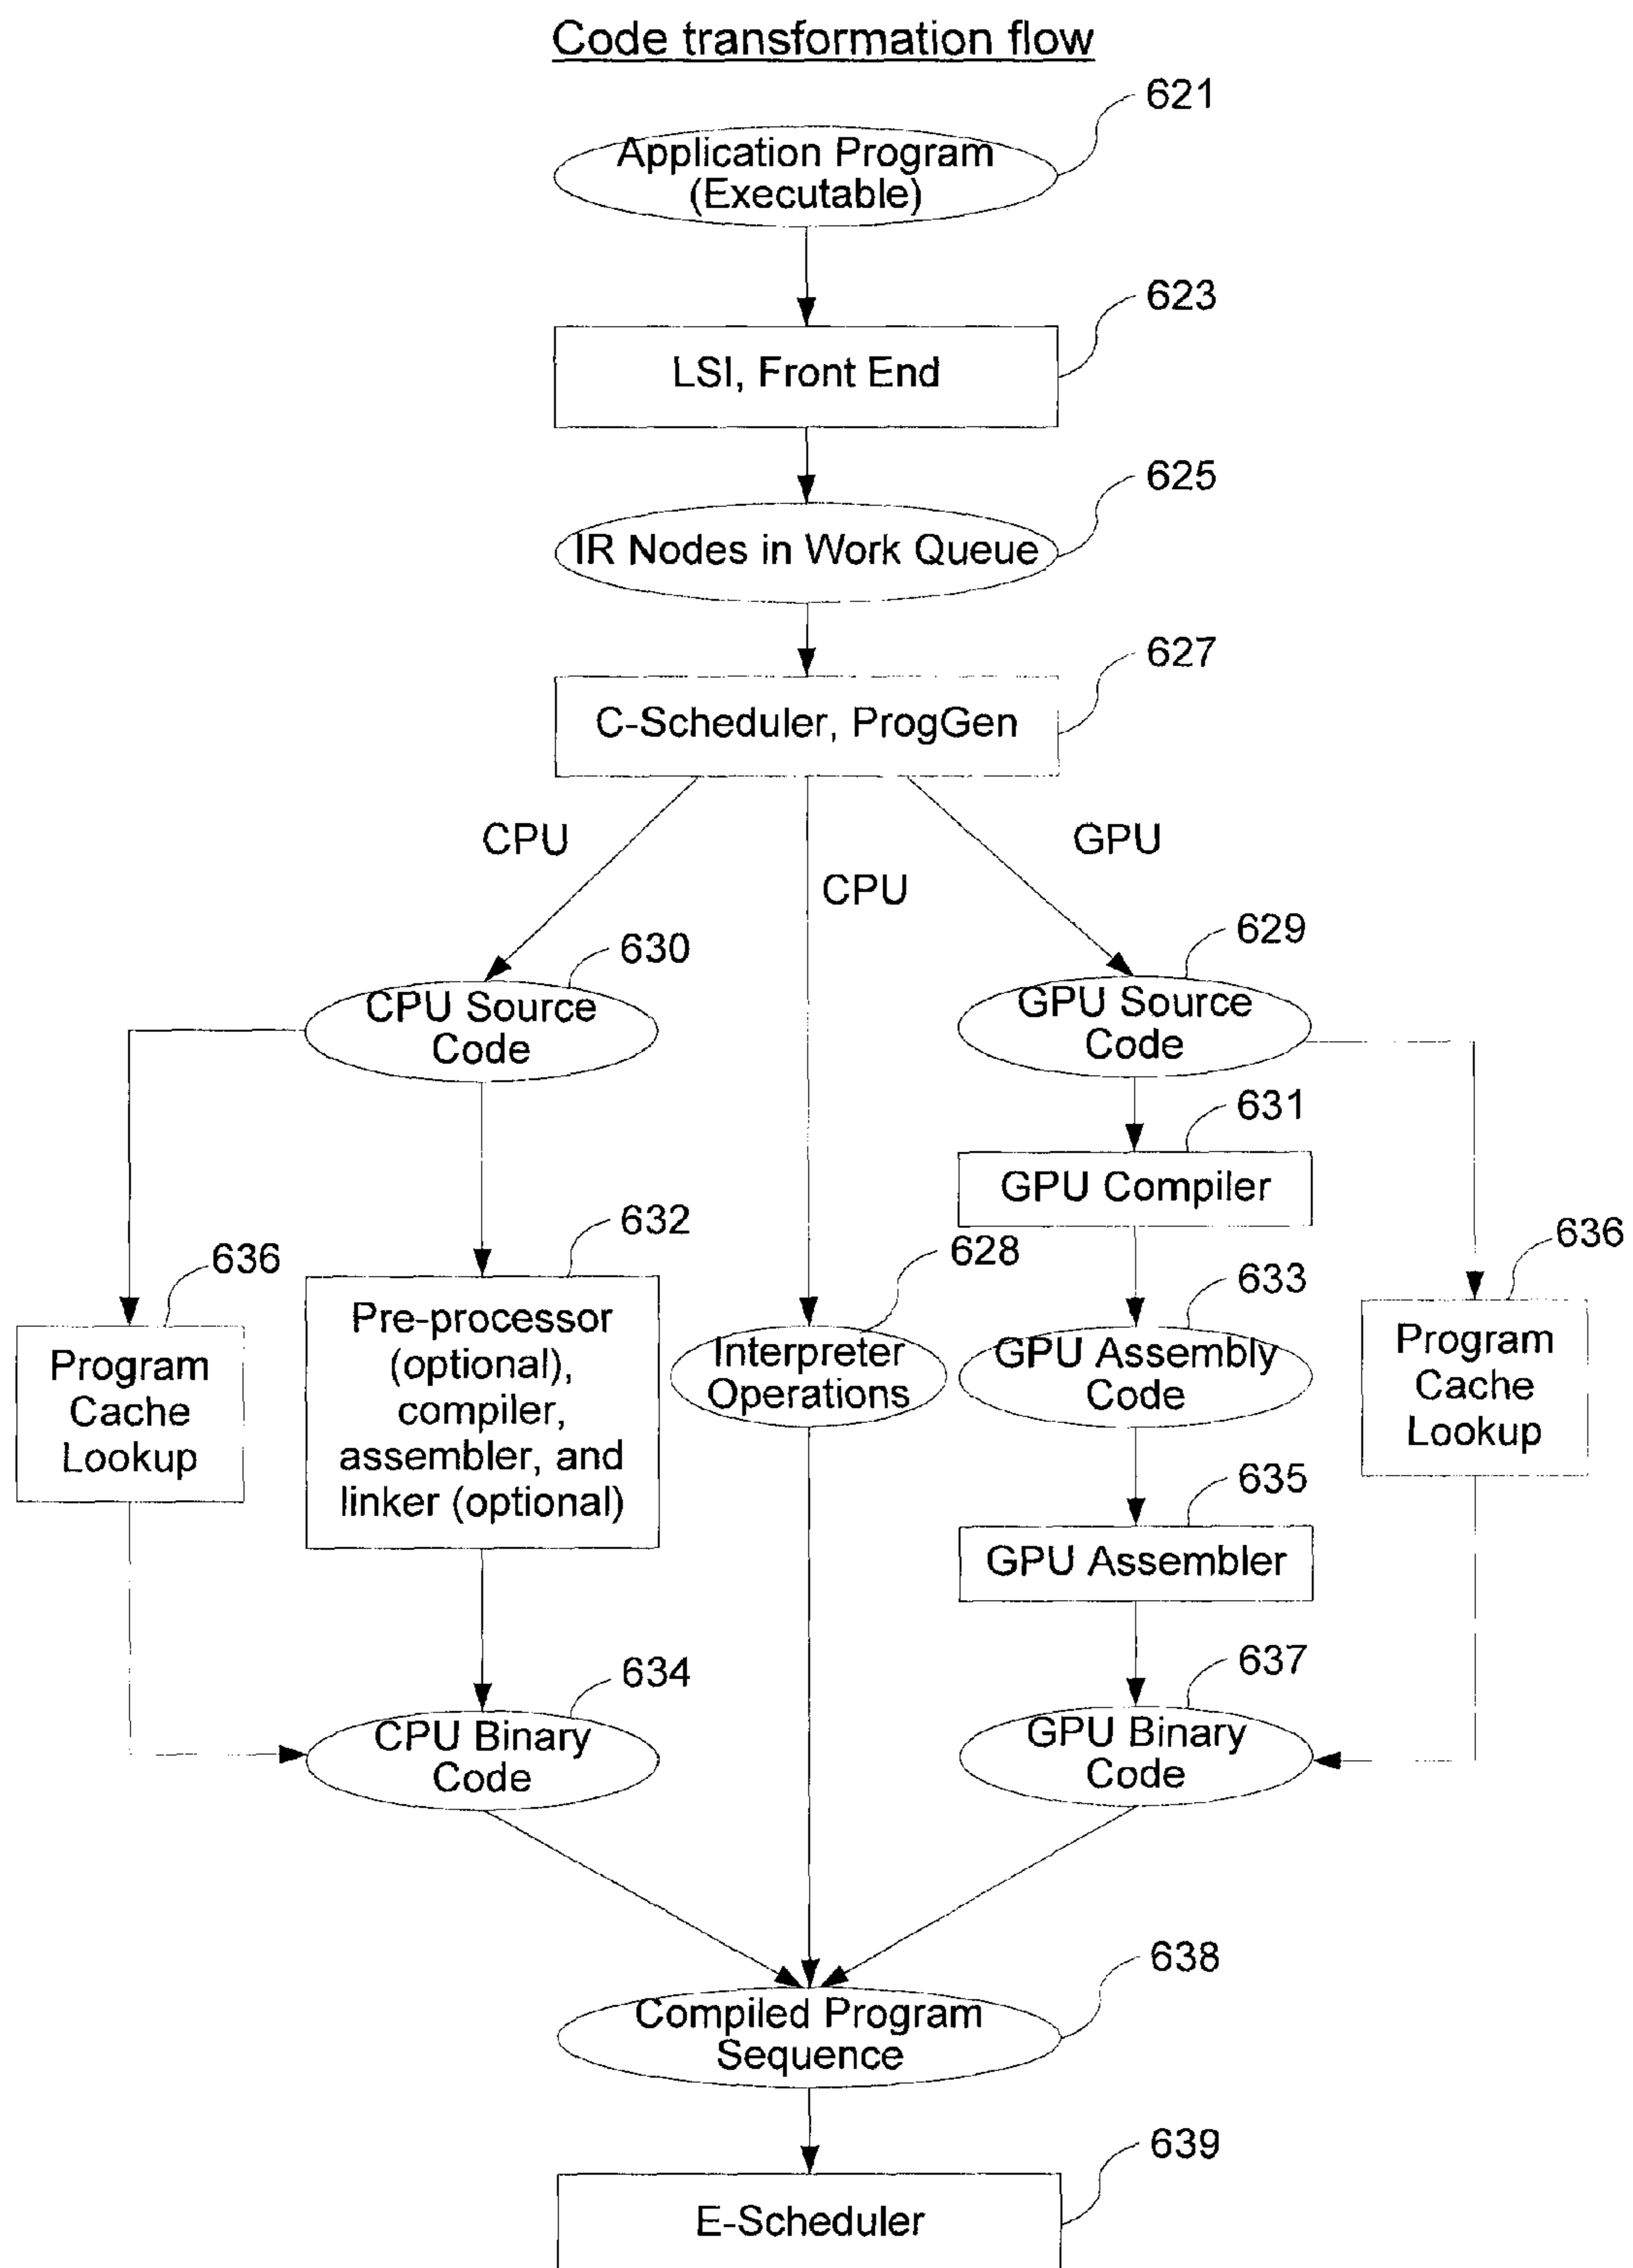 Code transformation flow
621
Application Program
(Executable)
623
LSI, Front End
625
IR Nodes in Work Queue
627
C-Scheduler, ProgGen
CPU
CPU
GPU
630
CPU Source
Code
629
GPU Source
Code
631
GPU Compiler
636
Program
Cache
Lookup
632
Pre-processor
(optional),
compiler,
assembler, and
linker (optional)
628
Interpreter
Operations
633
GPU Assembly
Code
636
Program
Cache
Lookup
635
GPU Assembler
634
CPU Binary
Code
637
GPU Binary
Code
638
Compiled Program
Sequence
639
E-Scheduler